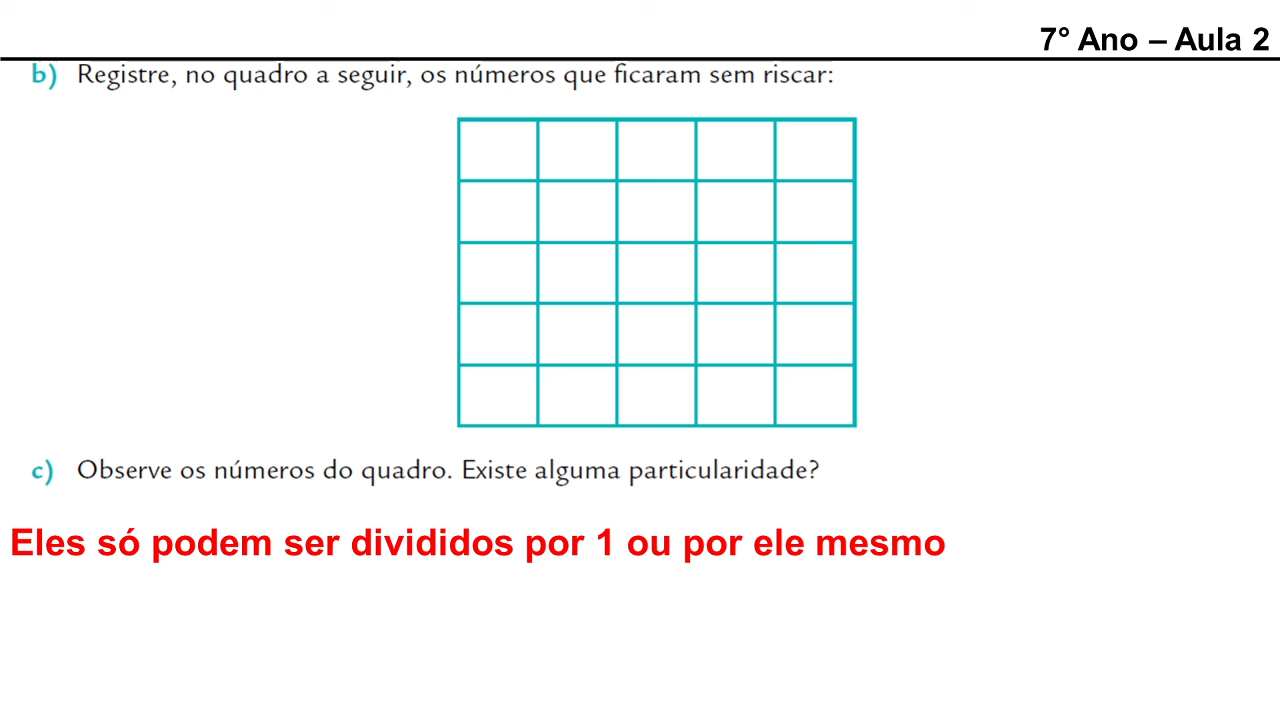 7° Ano – Aula 2
b) Registre, no quadro a seguir, os números que ficaram sem riscar:
c) Observe os números do quadro. Existe alguma particularidade?
Eles só podem ser divididos por 1 ou por ele mesmo